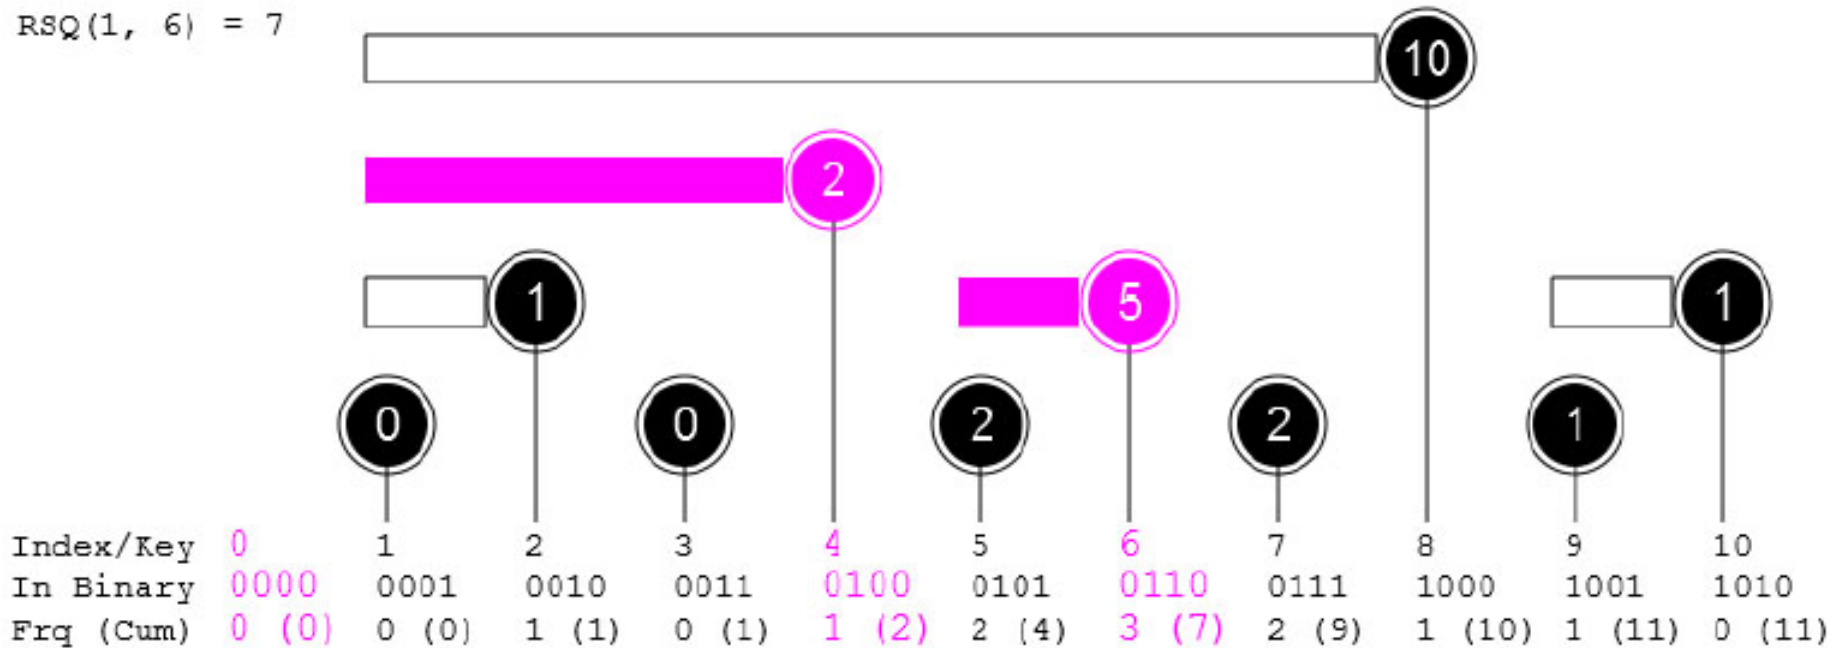 RSQ(1, 6) = 7
10
2
1 5 1
0 0 2 2 1
Index/Key 0 1 2 3 4 5 6 7 8 9 10
In Binary 0000 0001 0010 0011 0100 0101 0110 0111 1000 1001 1010
Frq (Cum) 0 (0) 0 (0) 1 (1) 0 (1) 1 (2) 2 (4) 3 (7) 2 (9) 1 (10) 1 (11) 0 (11)